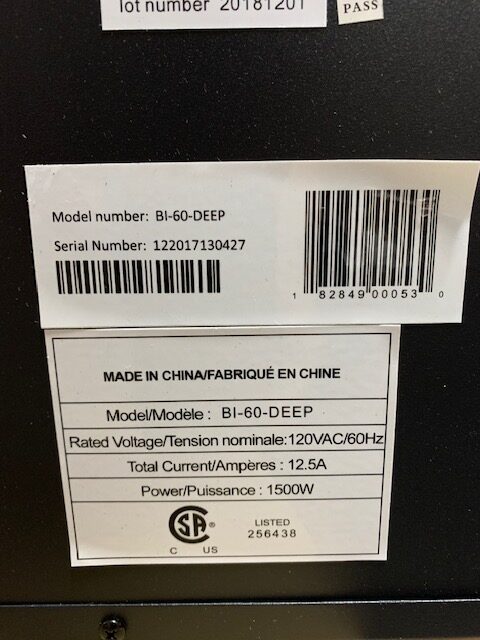 lot number 20181201
PASS
Model number: BI-60-DEEP
Serial Number: 122017130427
1 82849 00053 0
MADE IN CHINA/FABRIQUÉ EN CHINE
Model/Modèle : BI-60-DEEP
Rated Voltage/Tension nominale:120VAC/60Hz
Total Current/Ampères : 12.5A
Power/Puissance : 1500W
SA ®
C US
LISTED
256438